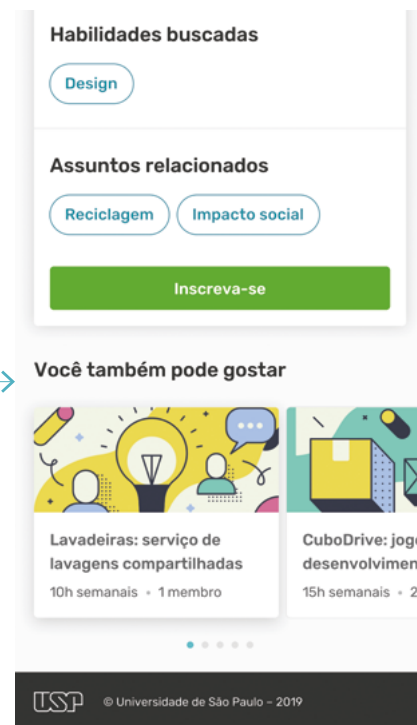 Habilidades buscadas
Design
Assuntos relacionados
Reciclagem Impacto social
Inscreva-se
Você também pode gostar
Lavadeiras: serviço de
lavagens compartilhadas
10h semanais • 1 membro
CuboDrive: jog
desenvolvimen
15h semanais • 2
USP © Universidade de São Paulo – 2019